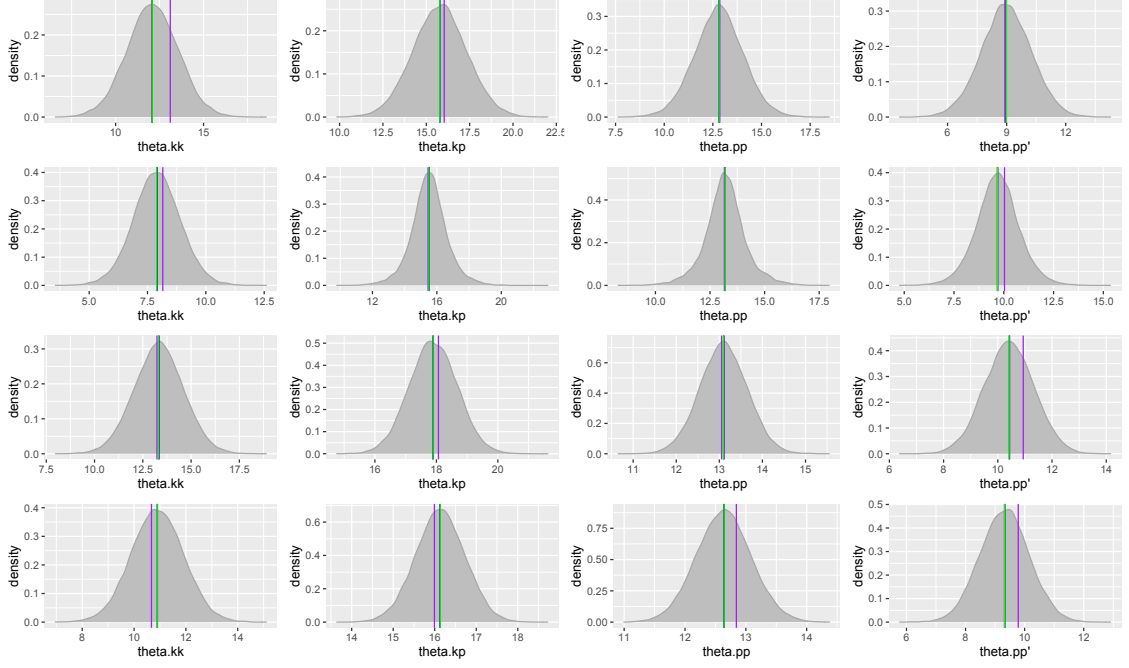 density 0.2 0.1 0.0 10 15 theta.kk
density 0.2 0.1 0.0 10.0 12.5 15.0 17.5 20.0 22.5 theta.kp
density 0.3 0.2 0.1 0.0 7.5 10.0 12.5 15.0 17.5 theta.pp
density 0.3 0.2 0.1 0.0 6 9 12 theta.pp'
density 0.4 0.3 0.2 0.1 0.0 5.0 7.5 10.0 12.5 theta.kk
density 0.4 0.3 0.2 0.1 0.0 12 16 20 theta.kp
density 0.4 0.2 0.0 10.0 12.5 15.0 17.5 theta.pp
density 0.4 0.3 0.2 0.1 0.0 5.0 7.5 10.0 12.5 15.0 theta.pp'
density 0.3 0.2 0.1 0.0 7.5 10.0 12.5 15.0 17.5 theta.kk
density 0.5 0.4 0.3 0.2 0.1 0.0 16 18 20 theta.kp
density 0.6 0.4 0.2 0.0 11 12 13 14 15 theta.pp
density 0.4 0.3 0.2 0.1 0.0 6 8 10 12 14 theta.pp'
density 0.4 0.3 0.2 0.1 0.0 8 10 12 14 theta.kk
density 0.6 0.4 0.2 0.0 14 15 16 17 18 theta.kp
density 0.75 0.50 0.25 0.00 11 12 13 14 theta.pp
density 0.5 0.4 0.3 0.2 0.1 0.0 6 8 10 12 theta.pp'